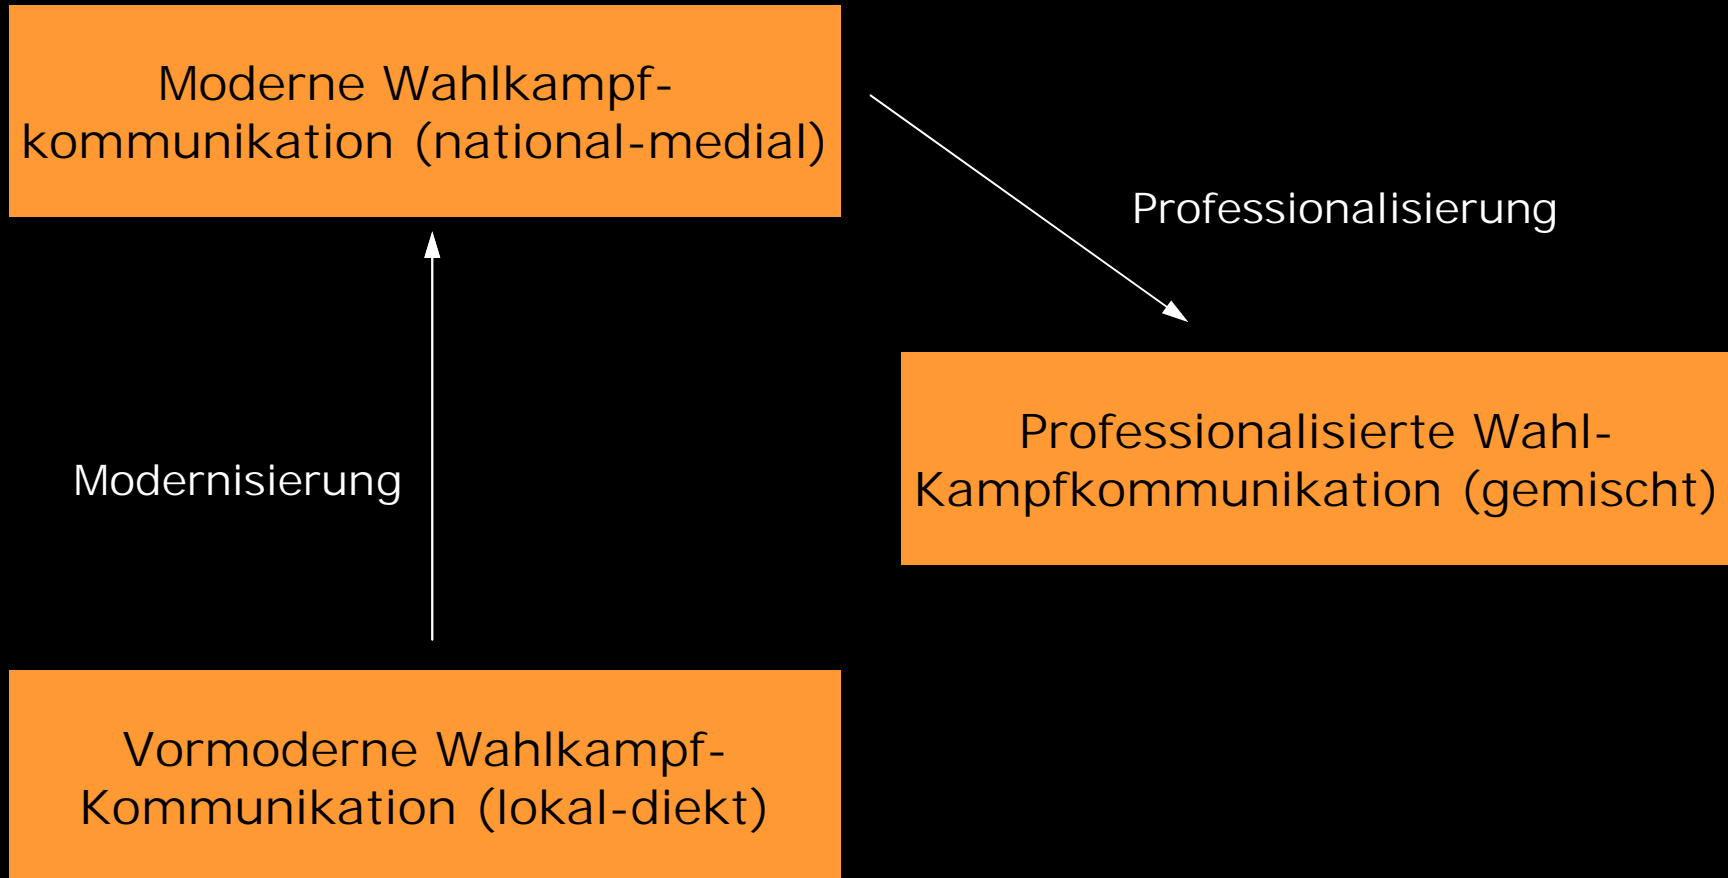 Moderne Wahlkampf-
kommunikation (national-medial)
Professionalisierung
Professionalisierte Wahl-
Kampfkommunikation (gemischt)
Modernisierung
Vormoderne Wahlkampf-
Kommunikation (lokal-diekt)